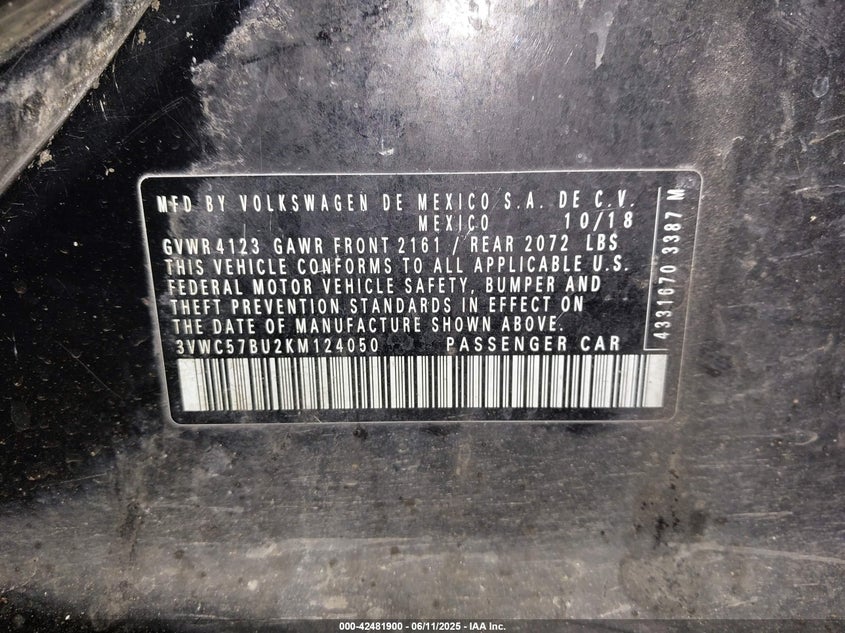 MFD BY VOLKSWAGEN DE MEXICO S.A. DE C.V.
MEXICO 10/18
GVWR 4123 GAWR FRONT 2161 / REAR 2072 LBS
THIS VEHICLE CONFORMS TO ALL APPLICABLE U.S.
FEDERAL MOTOR VEHICLE SAFETY, BUMPER AND
THEFT PREVENTION STANDARDS IN EFFECT ON
THE DATE OF MANUFACTURE SHOWN ABOVE.
3VWC57BU2KM124050 PASSENGER CAR
4331670 3387 M
000-42481900 - 06/11/2025 - IAA Inc.